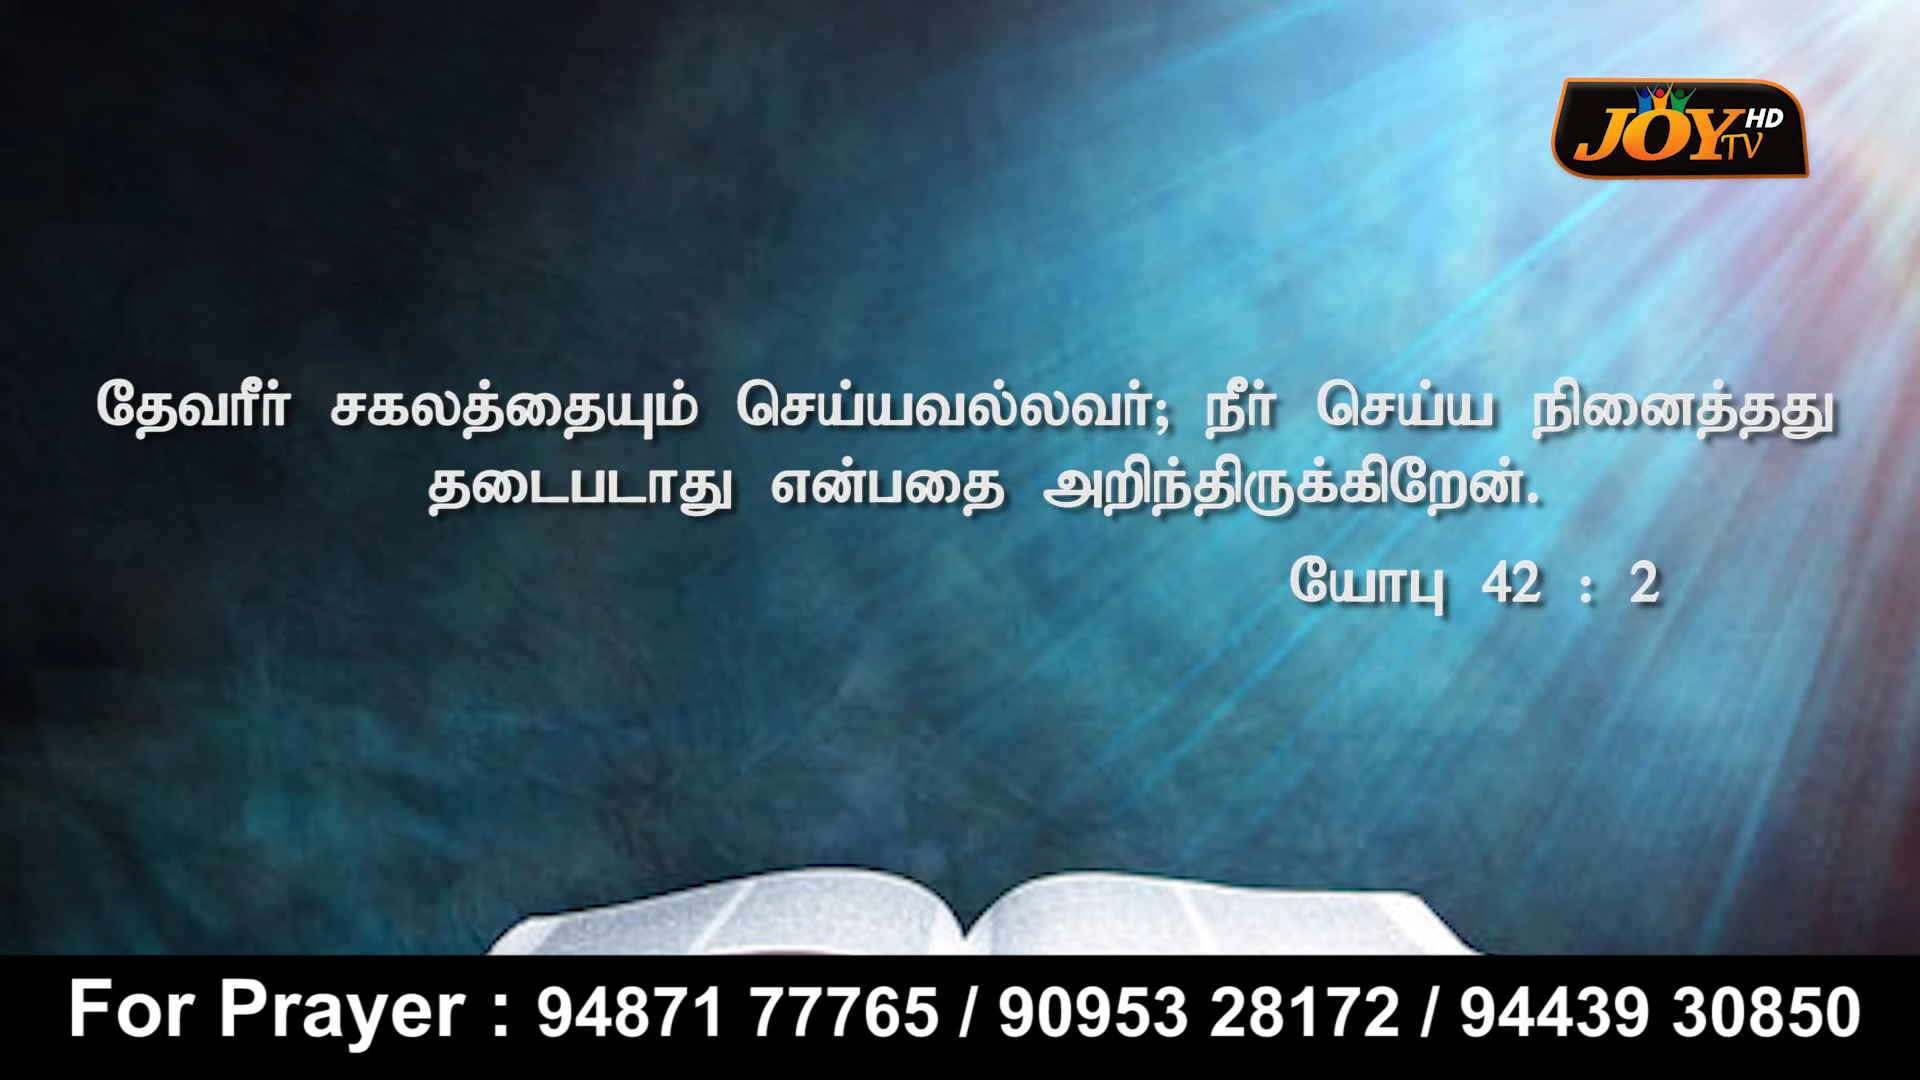 JOY TV HD
தேவரீர் சகலத்தையும் செய்யவல்லவர்; நீர் செய்ய நினைத்தது
தடைபடாது என்பதை அறிந்திருக்கிறேன்.
யோபு 42 : 2
For Prayer : 94871 77765 / 90953 28172 / 94439 30850